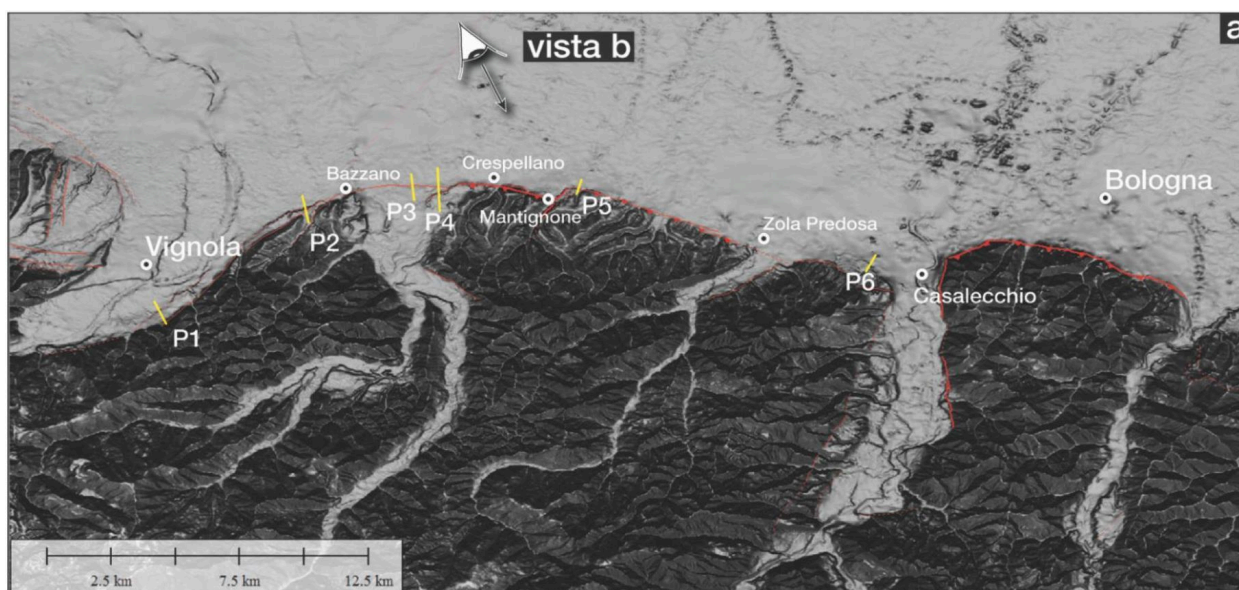 a
vista b
Crespellano
Bazzano
P3
P4
P5
Mantignone
Bologna
P2
Zola Predosa
Vignola
P6
Casalecchio
P1
2.5 km 7.5 km 12.5 km